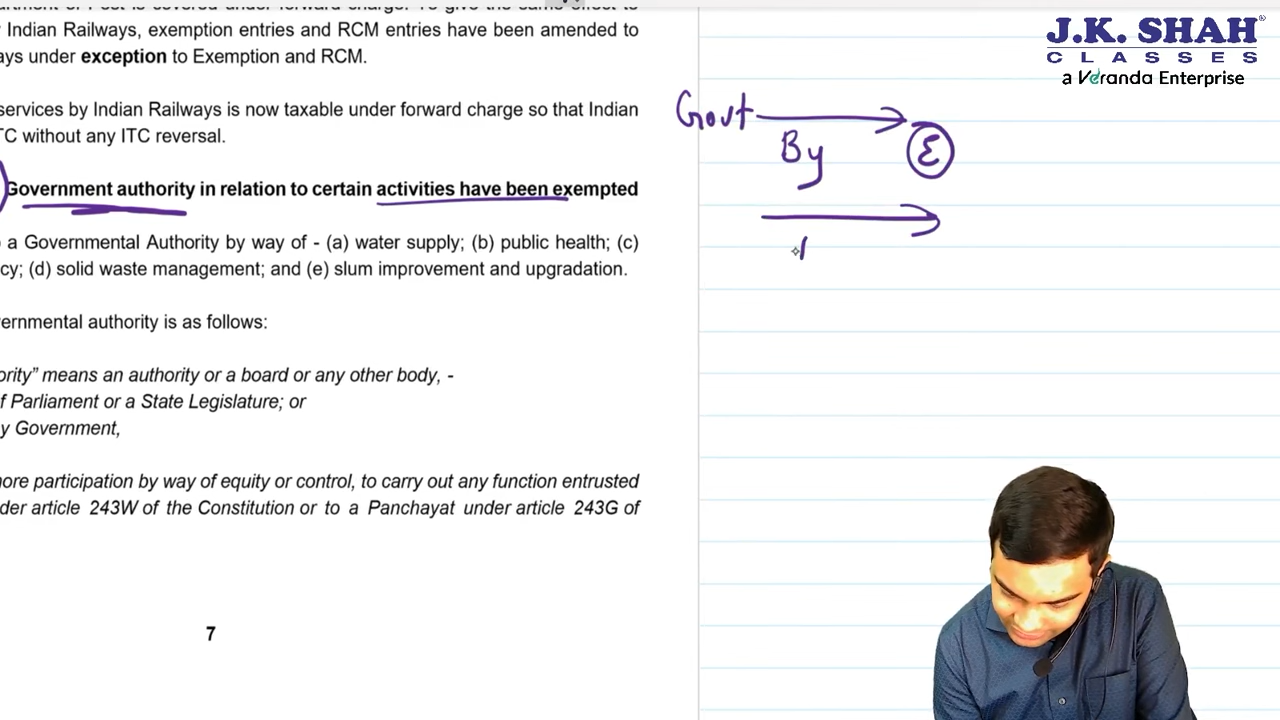 Indian Railways, exemption entries and RCM entries have been amended to
ays under exception to Exemption and RCM.
services by Indian Railways is now taxable under forward charge so that Indian
TC without any ITC reversal.
Government authority in relation to certain activities have been exempted
a Governmental Authority by way of - (a) water supply; (b) public health; (c)
cy; (d) solid waste management; and (e) slum improvement and upgradation.
vernmental authority is as follows:
ority” means an authority or a board or any other body, -
f Parliament or a State Legislature; or
y Government,
nore participation by way of equity or control, to carry out any function entrusted
der article 243W of the Constitution or to a Panchayat under article 243G of
7
J.K. SHAH®
CLASSES
a Veranda Enterprise
Govt
By
E